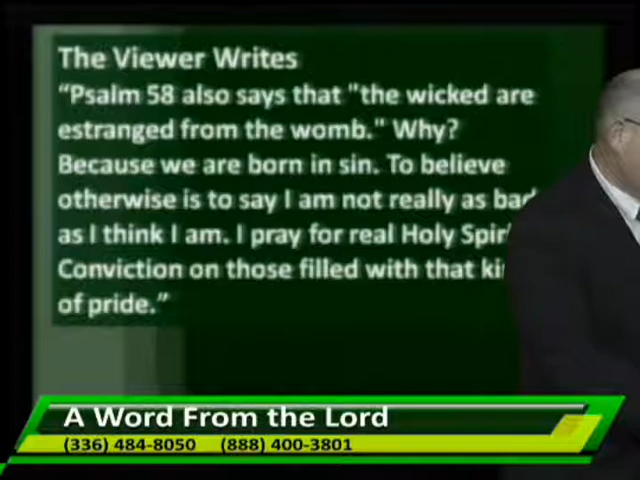 The Viewer Writes
“Psalm 58 also says that "the wicked are
estranged from the womb." Why?
Because we are born in sin. To believe
otherwise is to say I am not really as bad
as I think I am. I pray for real Holy
Conviction on those filled with that
of pride.”
A Word From the Lord
(336) 484-8050 (888) 400-3801